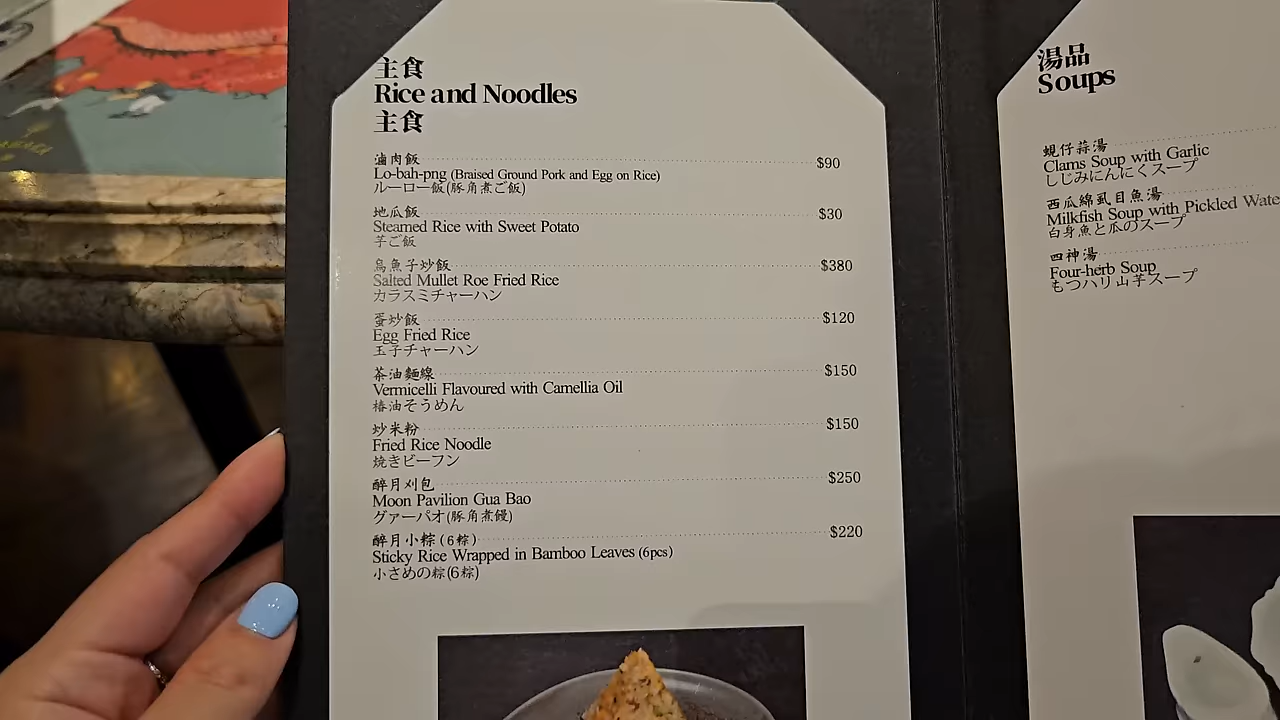 主食
Rice and Noodles
主食
滷肉飯 $90
Lo-bah-png (Braised Ground Pork and Egg on Rice)
ルーロー飯(豚角煮ご飯)
地瓜飯 $30
Steamed Rice with Sweet Potato
芋ご飯
烏魚子炒飯 $380
Salted Mullet Roe Fried Rice
カラスミチャーハン
蛋炒飯 $120
Egg Fried Rice
玉子チャーハン
茶油麵線 $150
Vermicelli Flavoured with Camellia Oil
椿油そうめん
炒米粉 $150
Fried Rice Noodle
焼きビーフン
醉月刈包 $250
Moon Pavilion Gua Bao
グァーパオ(豚角煮饅)
醉月小粽(6粽) $220
Sticky Rice Wrapped in Bamboo Leaves (6pcs)
小さめの粽(6粽)
湯品
Soups
蜆仔蒜湯
Clams Soup with Garlic
しじみにんにくスープ
西瓜綿虱目魚湯
Milkfish Soup with Pickled Wate
白身魚と瓜のスープ
四神湯
Four-herb Soup
もつハリ山芋スープ